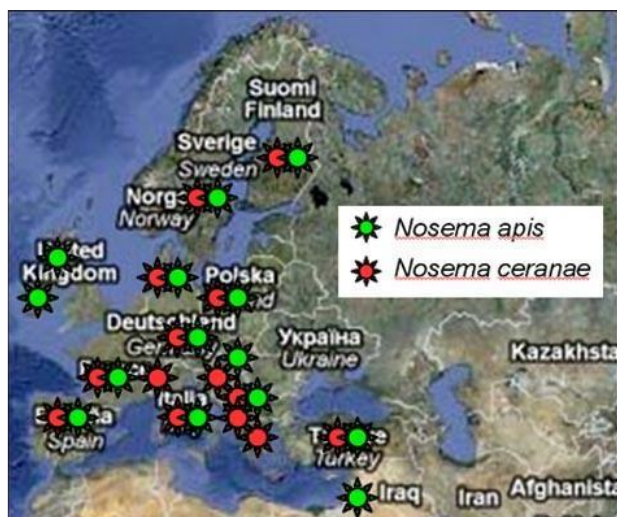 Suomi
Finland
Sverige
Sweden
Norway
Nosema apis
Nosema ceranae
Kingdom
Polska
Deutschland
Україна
Ukraine
Kazakhsta
Spain
Turkey
Iraq
Iran
Afghanistan